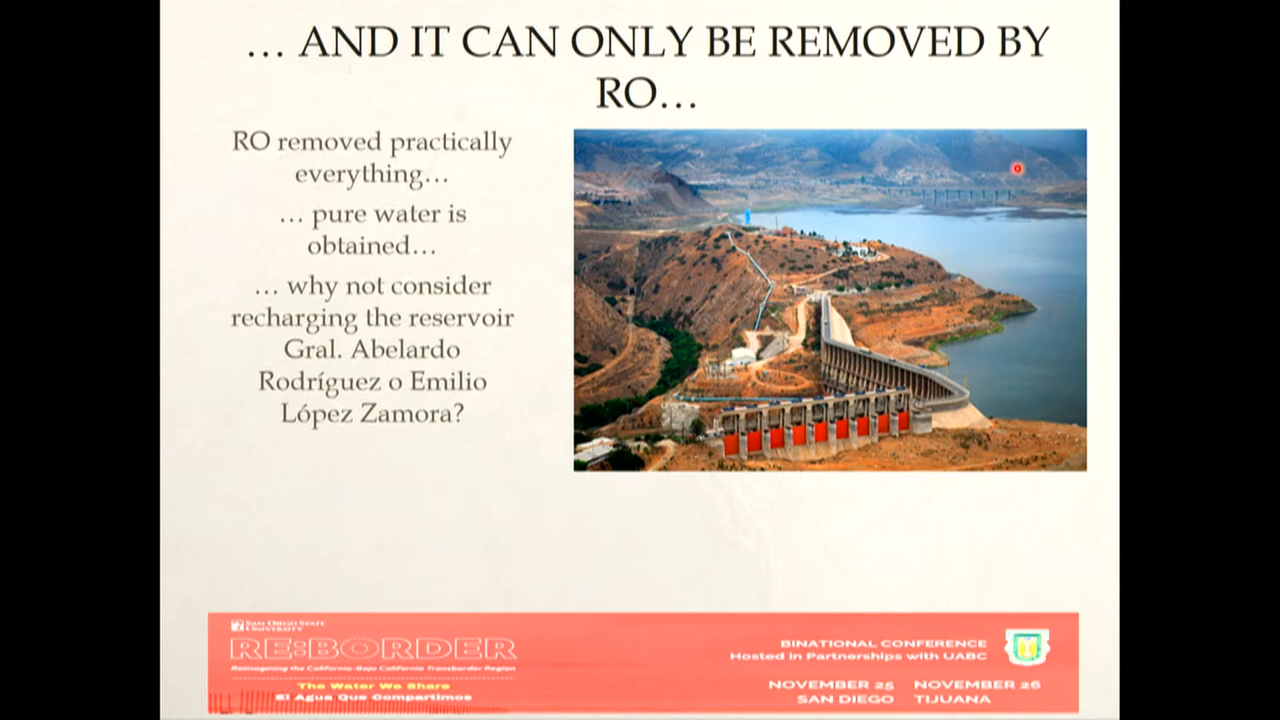 … AND IT CAN ONLY BE REMOVED BY
RO…
RO removed practically
everything…
… pure water is
obtained…
… why not consider
recharging the reservoir
Gral. Abelardo
Rodríguez o Emilio
López Zamora?
SAN DIEGO STATE
UNIVERSITY
RE:BORDER
Reimagining the California-Baja California Transborder Region
The Water We Share
El Agua Que Compartimos
BINATIONAL CONFERENCE
Hosted in Partnerships with UABC
NOVEMBER 25 NOVEMBER 26
SAN DIEGO TIJUANA